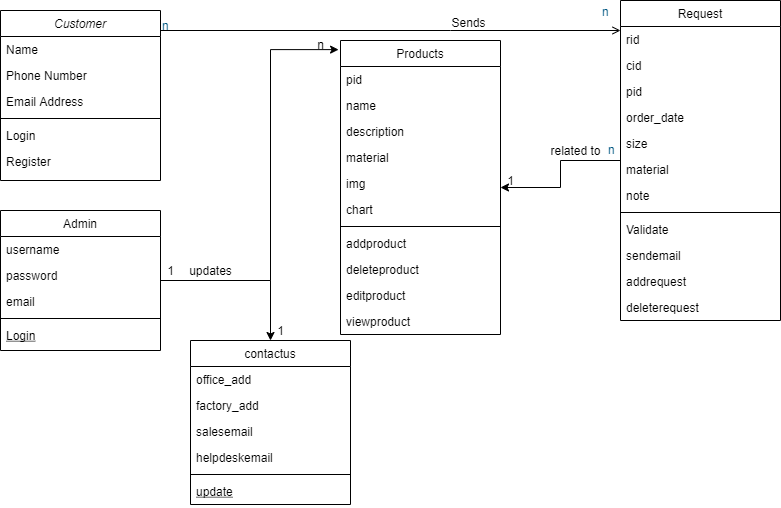 Customer
Name
Phone Number
Email Address
Login
Register
n
Sends
n
Request
rid
cid
pid
order_date
size
material
note
Validate
sendemail
addrequest
deleterequest
n
Products
pid
name
description
material
img
chart
addproduct
deleteproduct
editproduct
viewproduct
related to
n
1
Admin
username
password
email
Login
1
updates
1
contactus
office_add
factory_add
salesemail
helpdeskemail
update